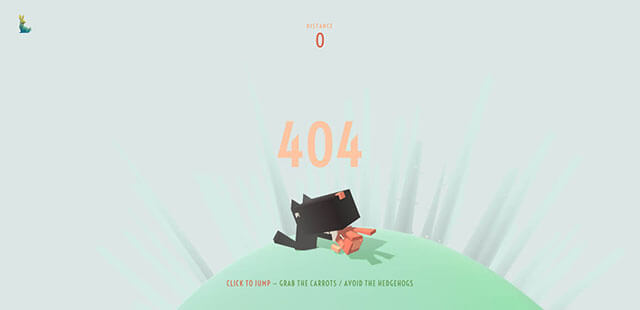 DISTANCE
0
404
CLICK TO JUMP — GRAB THE CARROTS / AVOID THE HEDGEHOGS